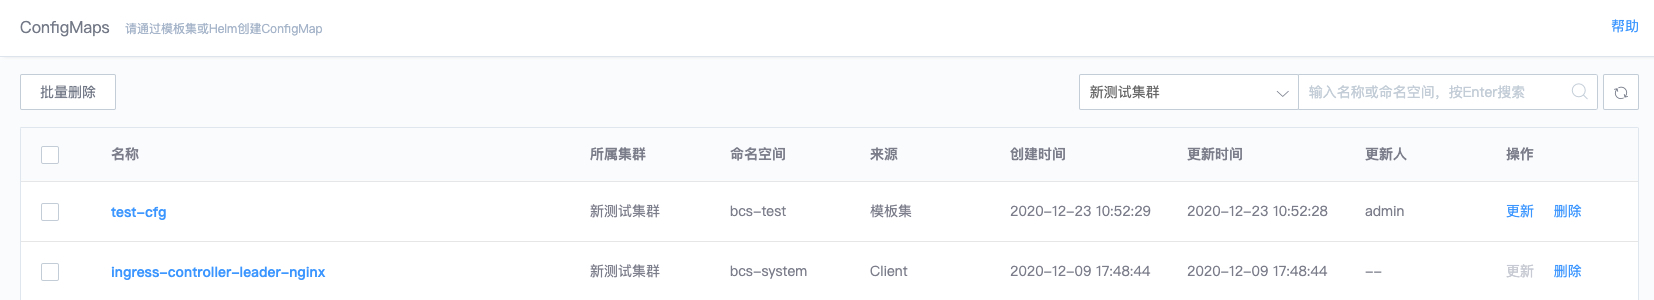 ConfigMaps 请通过模板集或Helm创建ConfigMap 帮助
批量删除 新测试集群 输入名称或命名空间，按Enter搜索
名称 所属集群 命名空间 来源 创建时间 更新时间 更新人 操作
test-cfg 新测试集群 bcs-test 模板集 2020-12-23 10:52:29 2020-12-23 10:52:28 admin 更新 删除
ingress-controller-leader-nginx 新测试集群 bcs-system Client 2020-12-09 17:48:44 2020-12-09 17:48:44 -- 更新 删除